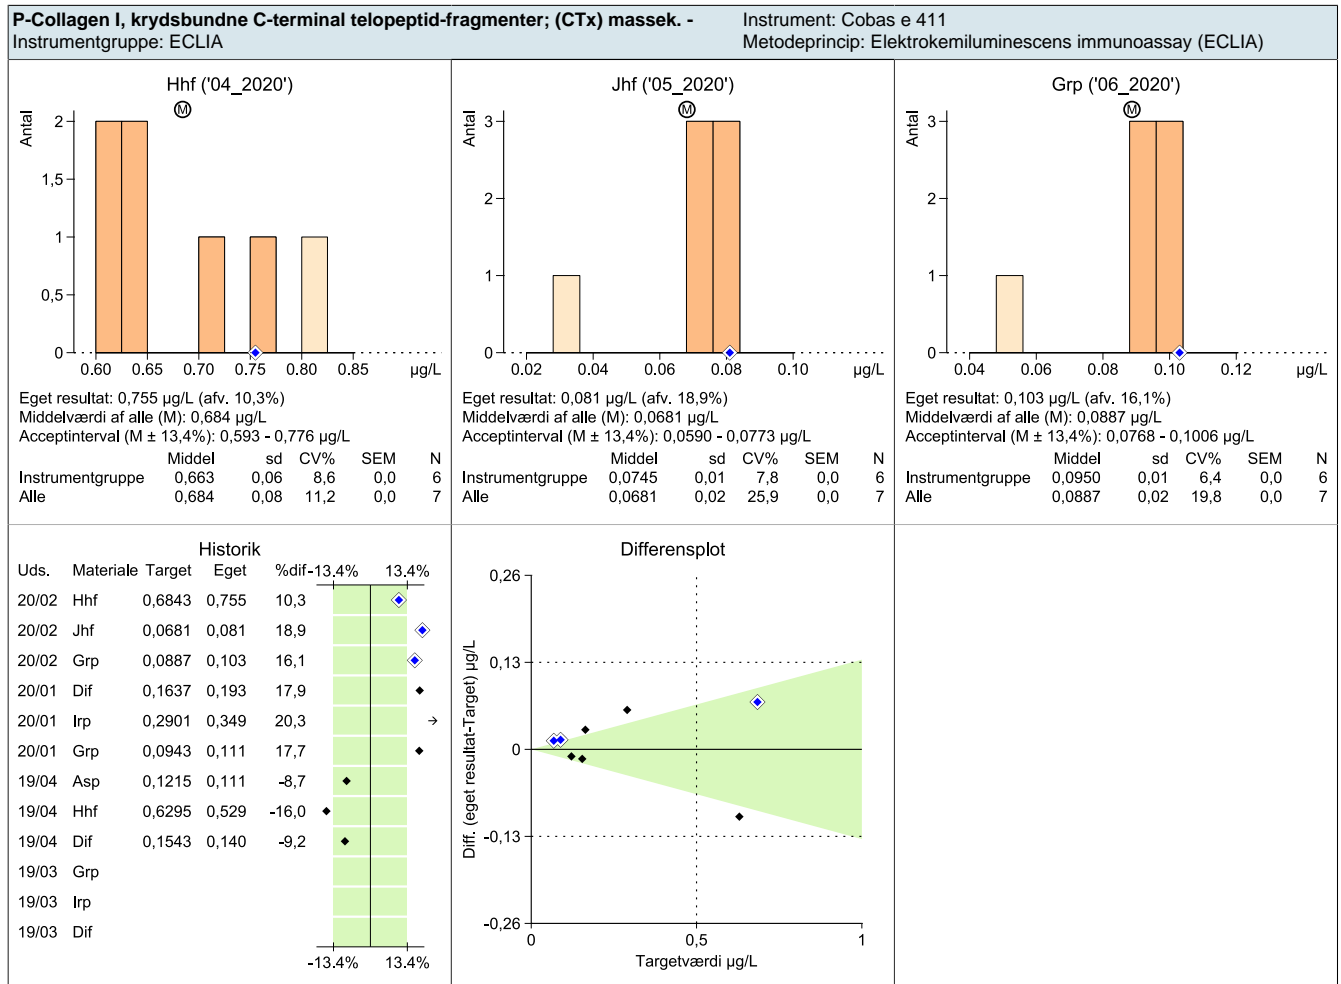 P-Collagen I, krydsbundne C-terminal telopeptid-fragmenter; (CTx) massek. -
Instrumentgruppe: ECLIA
Instrument: Cobas e 411
Metodeprincip: Elektrokemiluminescens immunoassay (ECLIA)
Hhf ('04_2020')
M
Antal
2
1,5
1
0,5
0
0.60 0.65 0.70 0.75 0.80 0.85 µg/L
Eget resultat: 0,755 µg/L (afv. 10,3%)
Middelværdi af alle (M): 0,684 µg/L
Acceptinterval (M ± 13,4%): 0,593 - 0,776 µg/L
Middel sd CV% SEM N
Instrumentgruppe 0,663 0,06 8,6 0,0 6
Alle 0,684 0,08 11,2 0,0 7
Jhf ('05_2020')
M
Antal
3
2
1
0
0.02 0.04 0.06 0.08 0.10 µg/L
Eget resultat: 0,081 µg/L (afv. 18,9%)
Middelværdi af alle (M): 0,0681 µg/L
Acceptinterval (M ± 13,4%): 0,0590 - 0,0773 µg/L
Middel sd CV% SEM N
Instrumentgruppe 0,0745 0,01 7,8 0,0 6
Alle 0,0681 0,02 25,9 0,0 7
Grp ('06_2020')
M
Antal
3
2
1
0
0.04 0.06 0.08 0.10 0.12 µg/L
Eget resultat: 0,103 µg/L (afv. 16,1%)
Middelværdi af alle (M): 0,0887 µg/L
Acceptinterval (M ± 13,4%): 0,0768 - 0,1006 µg/L
Middel sd CV% SEM N
Instrumentgruppe 0,0950 0,01 6,4 0,0 6
Alle 0,0887 0,02 19,8 0,0 7
Historik
Uds. Materiale Target Eget %dif -13.4% 13.4%
20/02 Hhf 0,6843 0,755 10,3
20/02 Jhf 0,0681 0,081 18,9
20/02 Grp 0,0887 0,103 16,1
20/01 Dif 0,1637 0,193 17,9
20/01 Irp 0,2901 0,349 20,3
20/01 Grp 0,0943 0,111 17,7
19/04 Asp 0,1215 0,111 -8,7
19/04 Hhf 0,6295 0,529 -16,0
19/04 Dif 0,1543 0,140 -9,2
19/03 Grp
19/03 Irp
19/03 Dif
-13.4% 13.4%
Differensplot
Diff. (eget resultat-Target) µg/L
0,26
0,13
0
-0,13
-0,26
0 0,5 1
Targetværdi µg/L